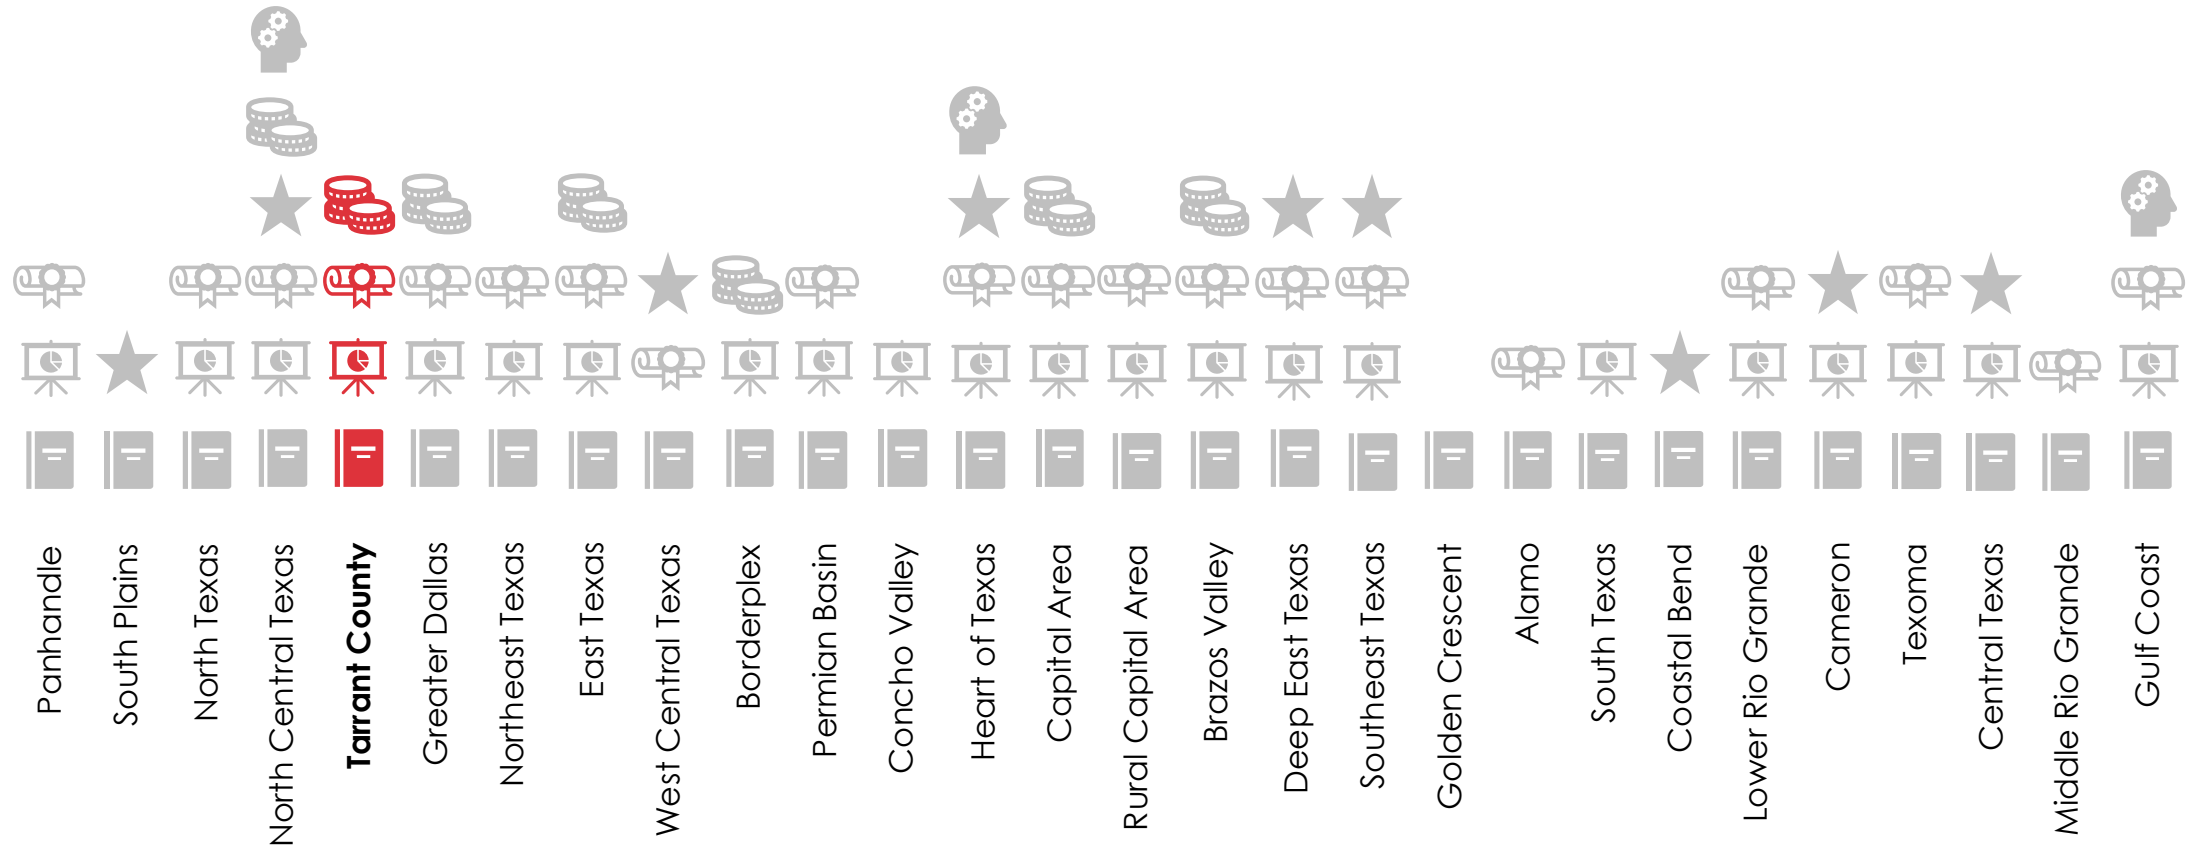 Panhandle
South Plains
North Texas
North Central Texas
Tarrant County
Greater Dallas
Northeast Texas
East Texas
West Central Texas
Borderplex
Permian Basin
Concho Valley
Heart of Texas
Capital Area
Rural Capital Area
Brazos Valley
Deep East Texas
Southeast Texas
Golden Crescent
Alamo
South Texas
Coastal Bend
Lower Rio Grande
Cameron
Texoma
Central Texas
Middle Rio Grande
Gulf Coast